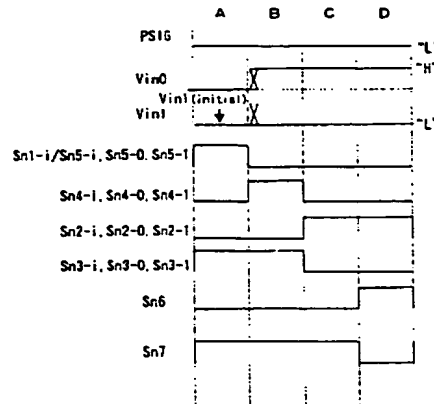 A B C D
PSIG "L"
Vin0 "H"
Vin1(initial)
Vin1 "L"
Sn1-i/Sn5-i, Sn5-0, Sn5-1
Sn4-i, Sn4-0, Sn4-1
Sn2-i, Sn2-0, Sn2-1
Sn3-i, Sn3-0, Sn3-1
Sn6
Sn7